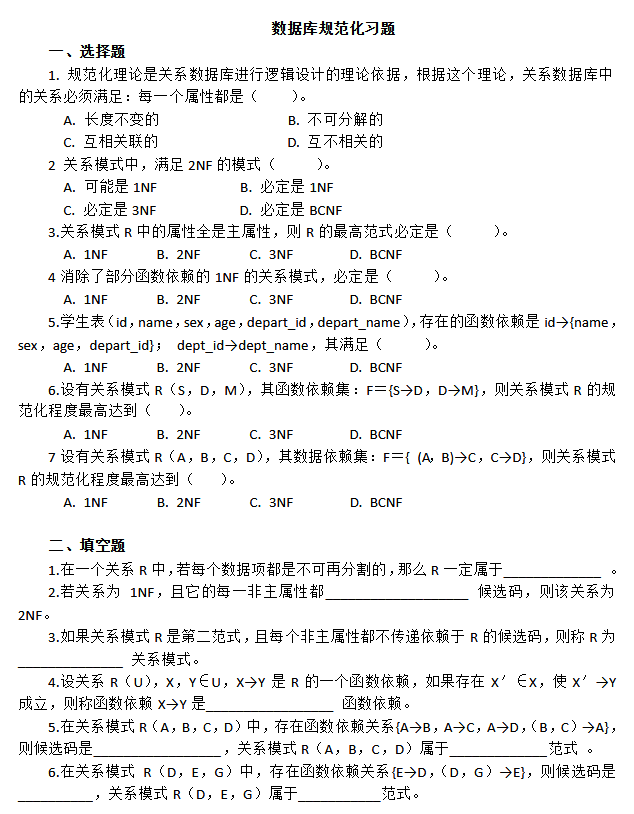 数据库规范化习题
一、选择题
1. 规范化理论是关系数据库进行逻辑设计的理论依据，根据这个理论，关系数据库中
的关系必须满足：每一个属性都是（　　）。
A. 长度不变的　　B. 不可分解的
C. 互相关联的　　D. 互不相关的
2 关系模式中，满足 2NF 的模式（　　）。
A. 可能是 1NF　　B. 必定是 1NF
C. 必定是 3NF　　D. 必定是 BCNF
3.关系模式 R 中的属性全是主属性，则 R 的最高范式必定是（　　）。
A. 1NF　　B. 2NF　　C. 3NF　　D. BCNF
4 消除了部分函数依赖的 1NF 的关系模式，必定是（　　）。
A. 1NF　　B. 2NF　　C. 3NF　　D. BCNF
5.学生表（id，name，sex，age，depart_id，depart_name），存在的函数依赖是 id→{name，
sex，age，depart_id}； dept_id→dept_name，其满足（　　）。
A. 1NF　　B. 2NF　　C. 3NF　　D. BCNF
6.设有关系模式 R（S，D，M），其函数依赖集：F＝{S→D，D→M}，则关系模式 R 的规
范化程度最高达到（　　）。
A. 1NF　　B. 2NF　　C. 3NF　　D. BCNF
7 设有关系模式 R（A，B，C，D），其数据依赖集：F＝{（A，B)→C，C→D}，则关系模式
R 的规范化程度最高达到（　　）。
A. 1NF　　B. 2NF　　C. 3NF　　D. BCNF
二、填空题
1.在一个关系 R 中，若每个数据项都是不可再分割的，那么 R 一定属于_____________ 。
2.若关系为 1NF，且它的每一非主属性都___________________ 候选码，则该关系为
2NF。
3.如果关系模式 R 是第二范式，且每个非主属性都不传递依赖于 R 的候选码，则称 R 为
______________ 关系模式。
4.设关系 R（U），X，Y∈U，X→Y 是 R 的一个函数依赖，如果存在 X′∈X，使 X′→Y
成立，则称函数依赖 X→Y 是_________________ 函数依赖。
5.在关系模式 R（A，B，C，D）中，存在函数依赖关系{A→B，A→C，A→D，（B，C）→A}，
则候选码是_________________，关系模式 R（A，B，C，D）属于_____________范式 。
6.在关系模式 R（D，E，G）中，存在函数依赖关系{E→D，（D，G）→E}，则候选码是
__________，关系模式 R（D，E，G）属于___________范式。